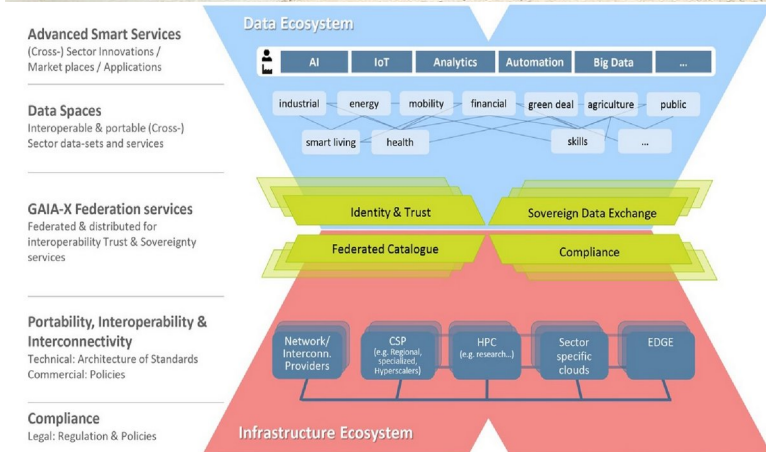 Advanced Smart Services
(Cross-) Sector Innovations /
Market places / Applications
Data Spaces
Interoperable & portable (Cross-)
Sector data-sets and services
GAIA-X Federation services
Federated & distributed for
interoperability Trust & Sovereignty
services
Portability, Interoperability &
Interconnectivity
Technical: Architecture of Standards
Commercial: Policies
Compliance
Legal: Regulation & Policies
Data Ecosystem
AI IoT Analytics Automation Big Data ...
industrial energy mobility financial green deal agriculture public
smart living health skills ...
Identity & Trust Sovereign Data Exchange
Federated Catalogue Compliance
Network/
Interconn.
Providers
CSP
(e.g. Regional,
specialized,
Hyperscalers)
HPC
(e.g. research...)
Sector
specific
clouds
EDGE
Infrastructure Ecosystem